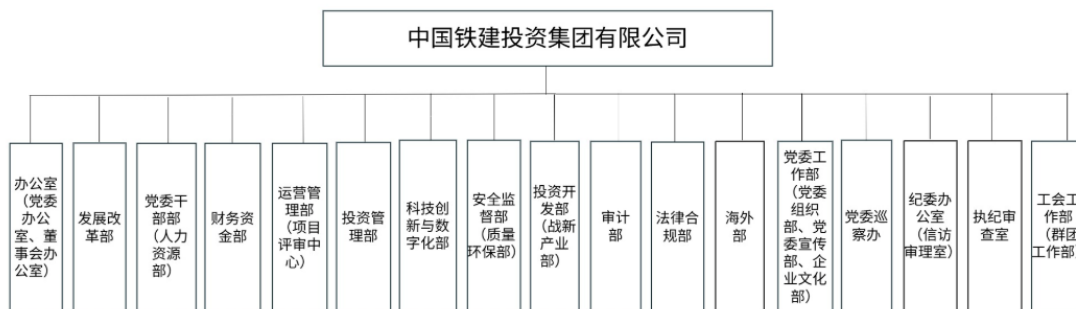 中国铁建投资集团有限公司
办公室
（党委
办公
室、董
事会办
公室）
发展改
革部
党委干
部部
（人力
资源
部）
财务资
金部
运营管
理部
（项目
评审中
心）
投资管
理部
科技创
新与数
字化部
安全监
督部
（质量
环保部）
投资开
发部
（战新
产业
部）
审计
部
法律合
规部
海外
部
党委工
作部
（党委
组织
部、党
委宣传
部、企
业文化
部）
党委巡
察办
纪委办
公室
（信访
审理室）
执纪审
查室
工会工
作部
（群团
工作部）